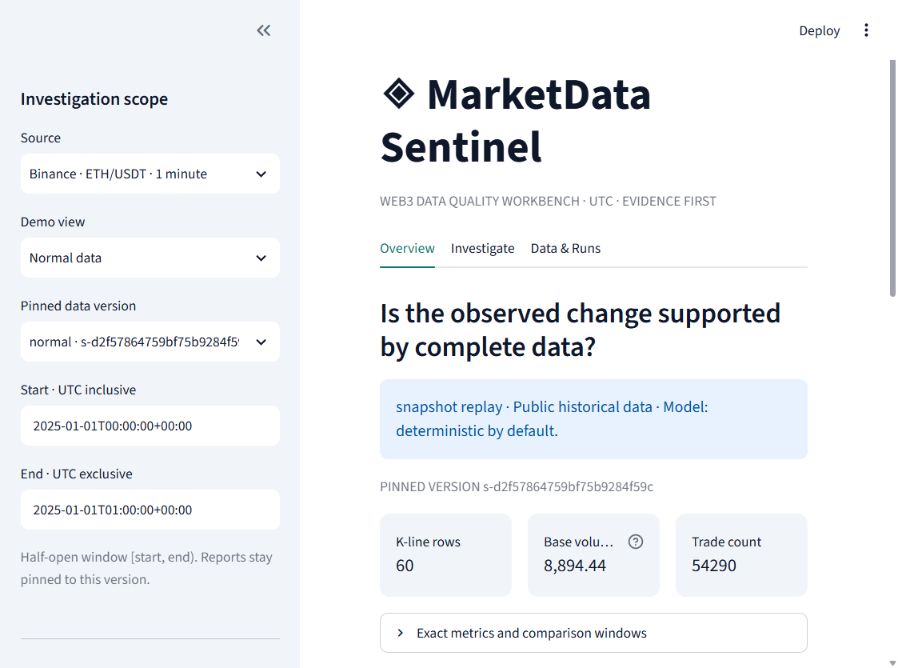 Deploy
Investigation scope
Source
Binance · ETH/USDT · 1 minute
Demo view
Normal data
Pinned data version
normal · s-d2f57864759bf75b9284f5
Start · UTC inclusive
2025-01-01T00:00:00+00:00
End · UTC exclusive
2025-01-01T01:00:00+00:00
Half-open window [start, end). Reports stay
pinned to this version.
MarketData
Sentinel
WEB3 DATA QUALITY WORKBENCH · UTC · EVIDENCE FIRST
Overview Investigate Data & Runs
Is the observed change supported
by complete data?
snapshot replay · Public historical data · Model:
deterministic by default.
PINNED VERSION s-d2f57864759bf75b9284f59c
K-line rows
60
Base volu…
8,894.44
Trade count
54290
Exact metrics and comparison windows